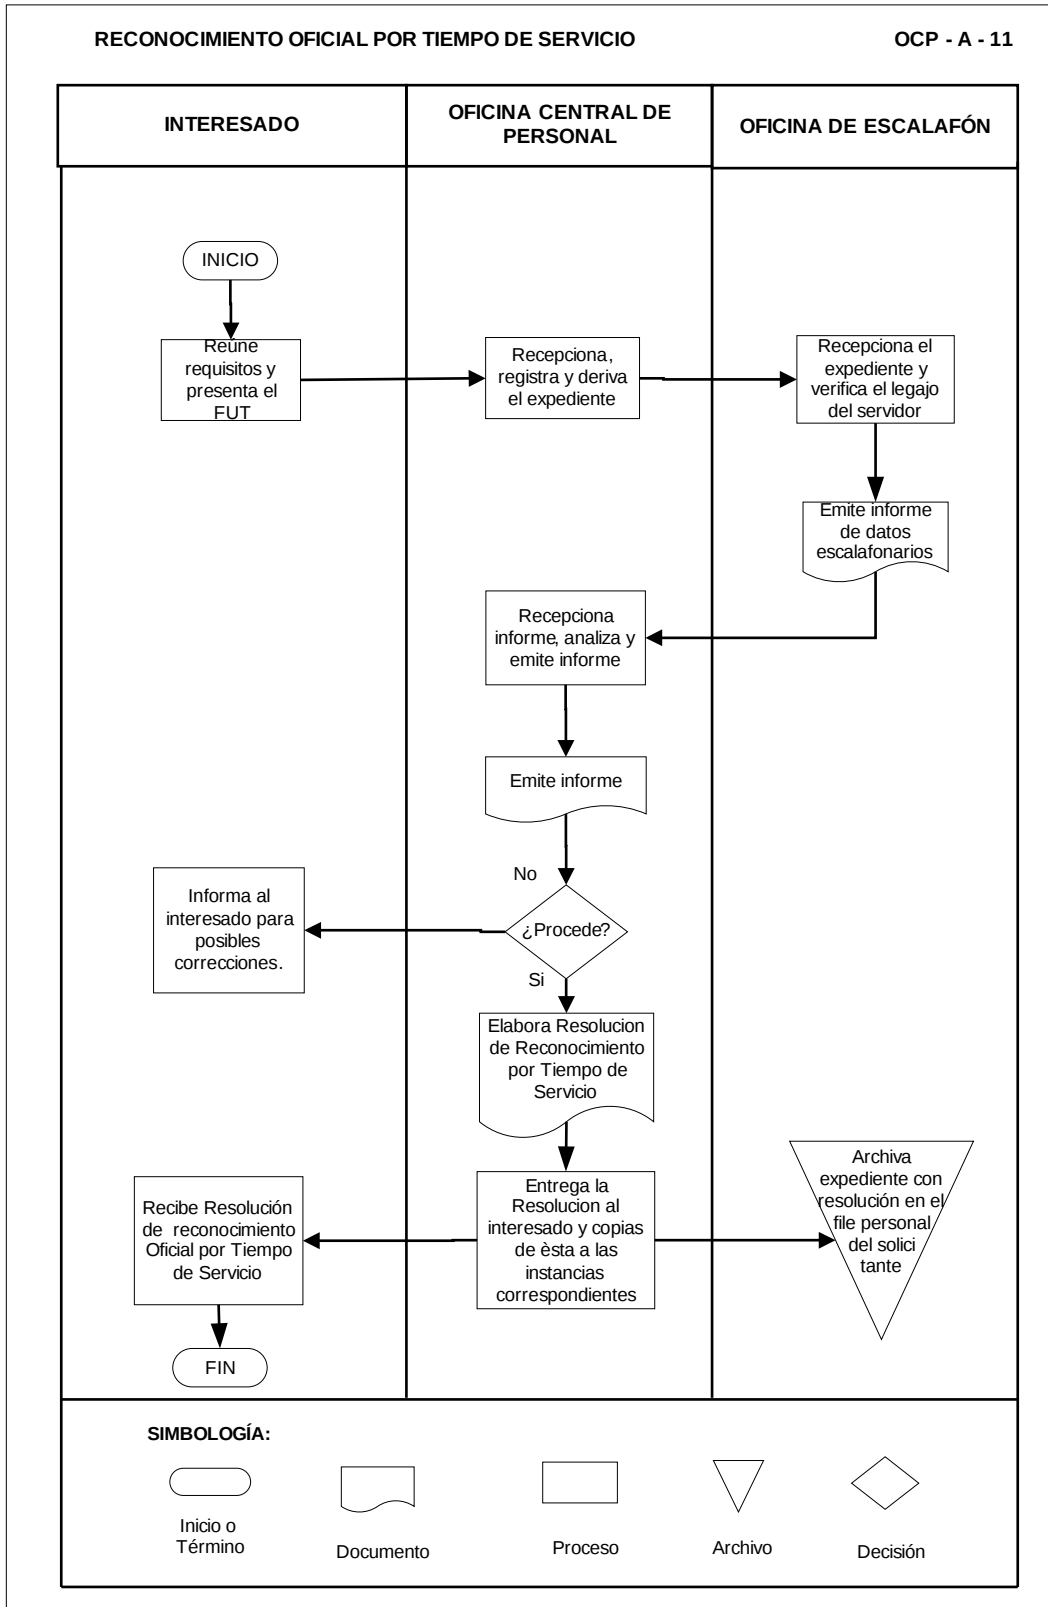 RECONOCIMIENTO OFICIAL POR TIEMPO DE SERVICIO
OCP - A - 11
INTERESADO
OFICINA CENTRAL DE
PERSONAL
OFICINA DE ESCALAFÓN
INICIO
Reúne
requisitos y
presenta el
FUT
Recepciona,
registra y deriva
el expediente
Recepciona el
expediente y
verifica el legajo
del servidor
Emite informe
de datos
escalafonarios
Recepciona
informe, analiza y
emite informe
Emite informe
No
¿Procede?
Si
Informa al
interesado para
posibles
correcciones.
Elabora Resolucion
de Reconocimiento
por Tiempo de
Servicio
Entrega la
Resolucion al
interesado y copias
de èsta a las
instancias
correspondientes
Recibe Resolución
de reconocimiento
Oficial por Tiempo
de Servicio
Archiva
expediente con
resolución en el
file personal
del solici
tante
FIN
SIMBOLOGÍA:
Inicio o
Término
Documento
Proceso
Archivo
Decisión